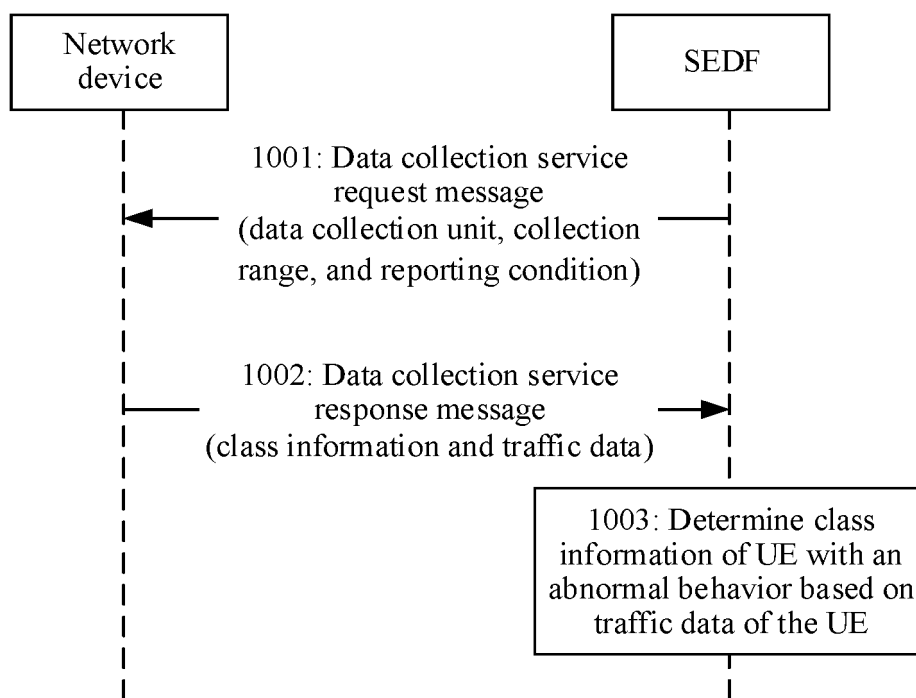 Network
device
SEDF
1001: Data collection service
request message
(data collection unit, collection
range, and reporting condition)
1002: Data collection service
response message
(class information and traffic data)
1003: Determine class
information of UE with an
abnormal behavior based on
traffic data of the UE